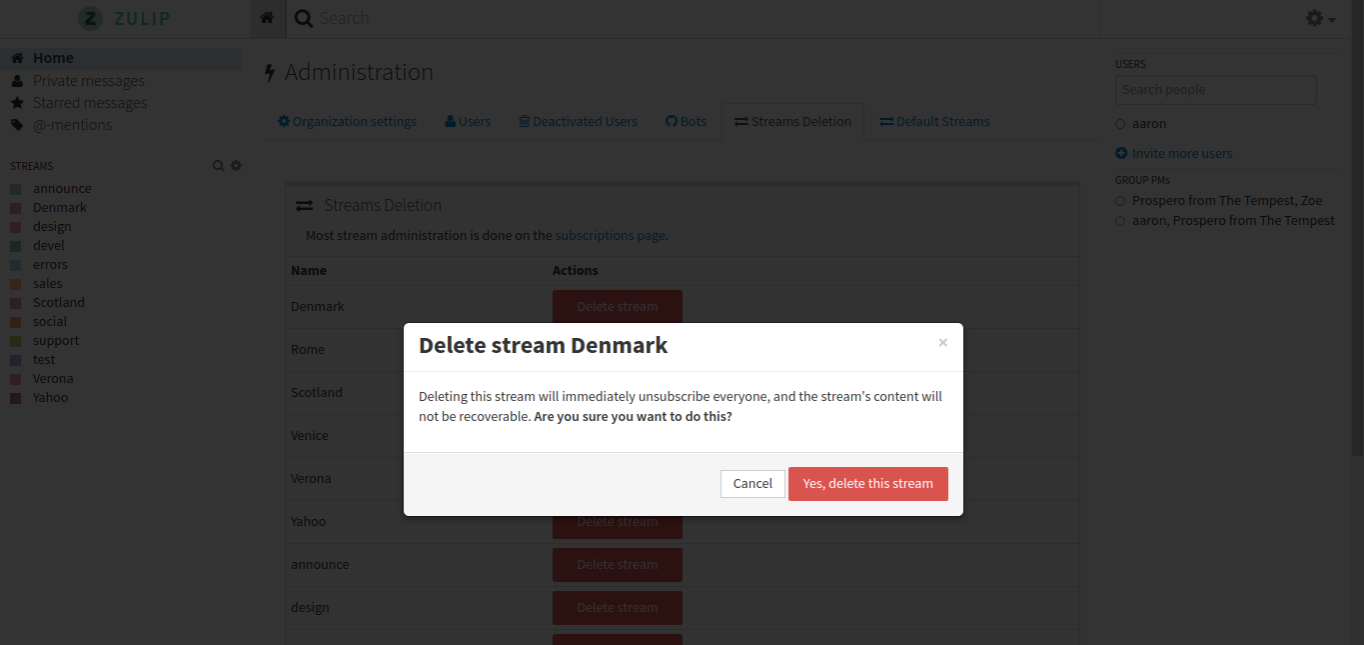 ZULIP
Search
Home
Private messages
Starred messages
@-mentions
STREAMS
announce
Denmark
design
devel
errors
sales
Scotland
social
support
test
Verona
Yahoo
Administration
Organization settings Users Deactivated Users Bots Streams Deletion Default Streams
Streams Deletion
Most stream administration is done on the subscriptions page.
Name Actions
Denmark Delete stream
Rome
Scotland
Venice
Verona
Yahoo Delete stream
announce Delete stream
design Delete stream
Delete stream Denmark ×
Deleting this stream will immediately unsubscribe everyone, and the stream's content will
not be recoverable. Are you sure you want to do this?
Cancel Yes, delete this stream
USERS
Search people
aaron
Invite more users
GROUP PMs
Prospero from The Tempest, Zoe
aaron, Prospero from The Tempest